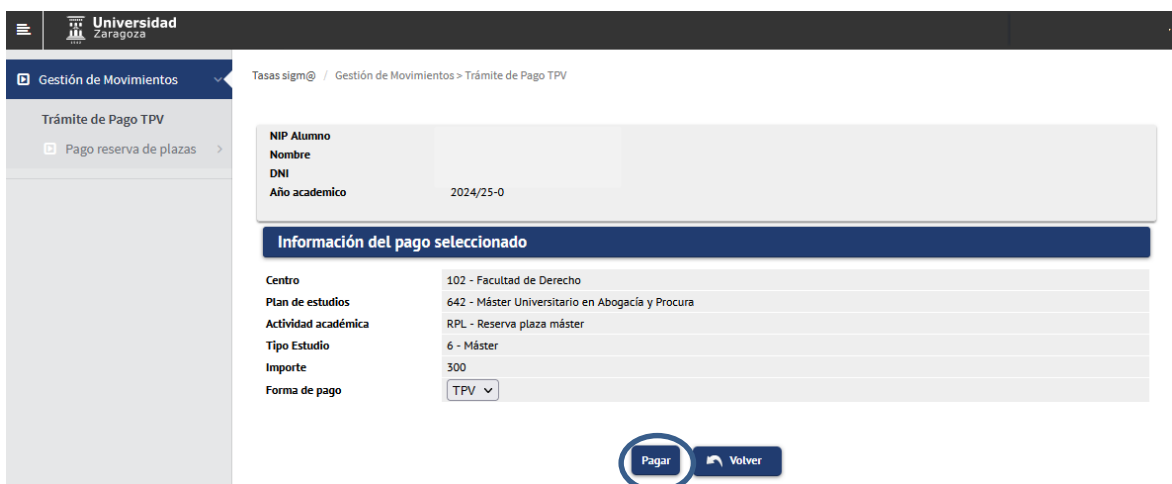 Universidad
Zaragoza
Gestión de Movimientos
Tasas sigm@ / Gestión de Movimientos > Trámite de Pago TPV
Trámite de Pago TPV
Pago reserva de plazas
NIP Alumno
Nombre
DNI
Año academico 2024/25-0
Información del pago seleccionado
Centro 102 - Facultad de Derecho
Plan de estudios 642 - Máster Universitario en Abogacía y Procura
Actividad académica RPL - Reserva plaza máster
Tipo Estudio 6 - Máster
Importe 300
Forma de pago TPV
Pagar Volver